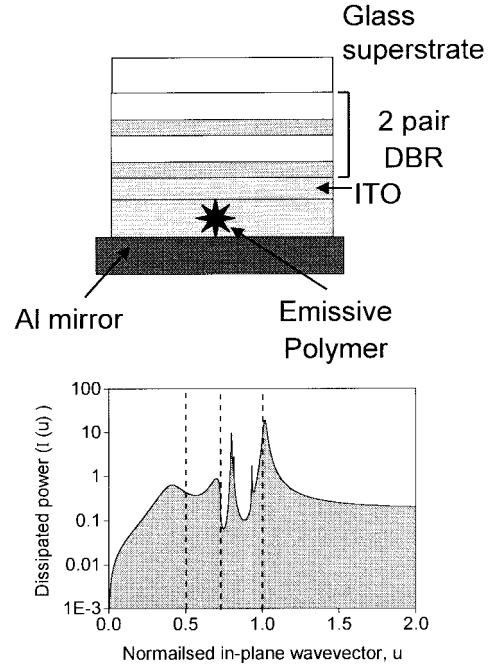 Glass
superstrate
2 pair
DBR
ITO
Al mirror
Emissive
Polymer
Dissipated power (I (u) )
100
10
1
0.1
0.01
1E-3
0.0 0.5 1.0 1.5 2.0
Normailsed in-plane wavevector, u